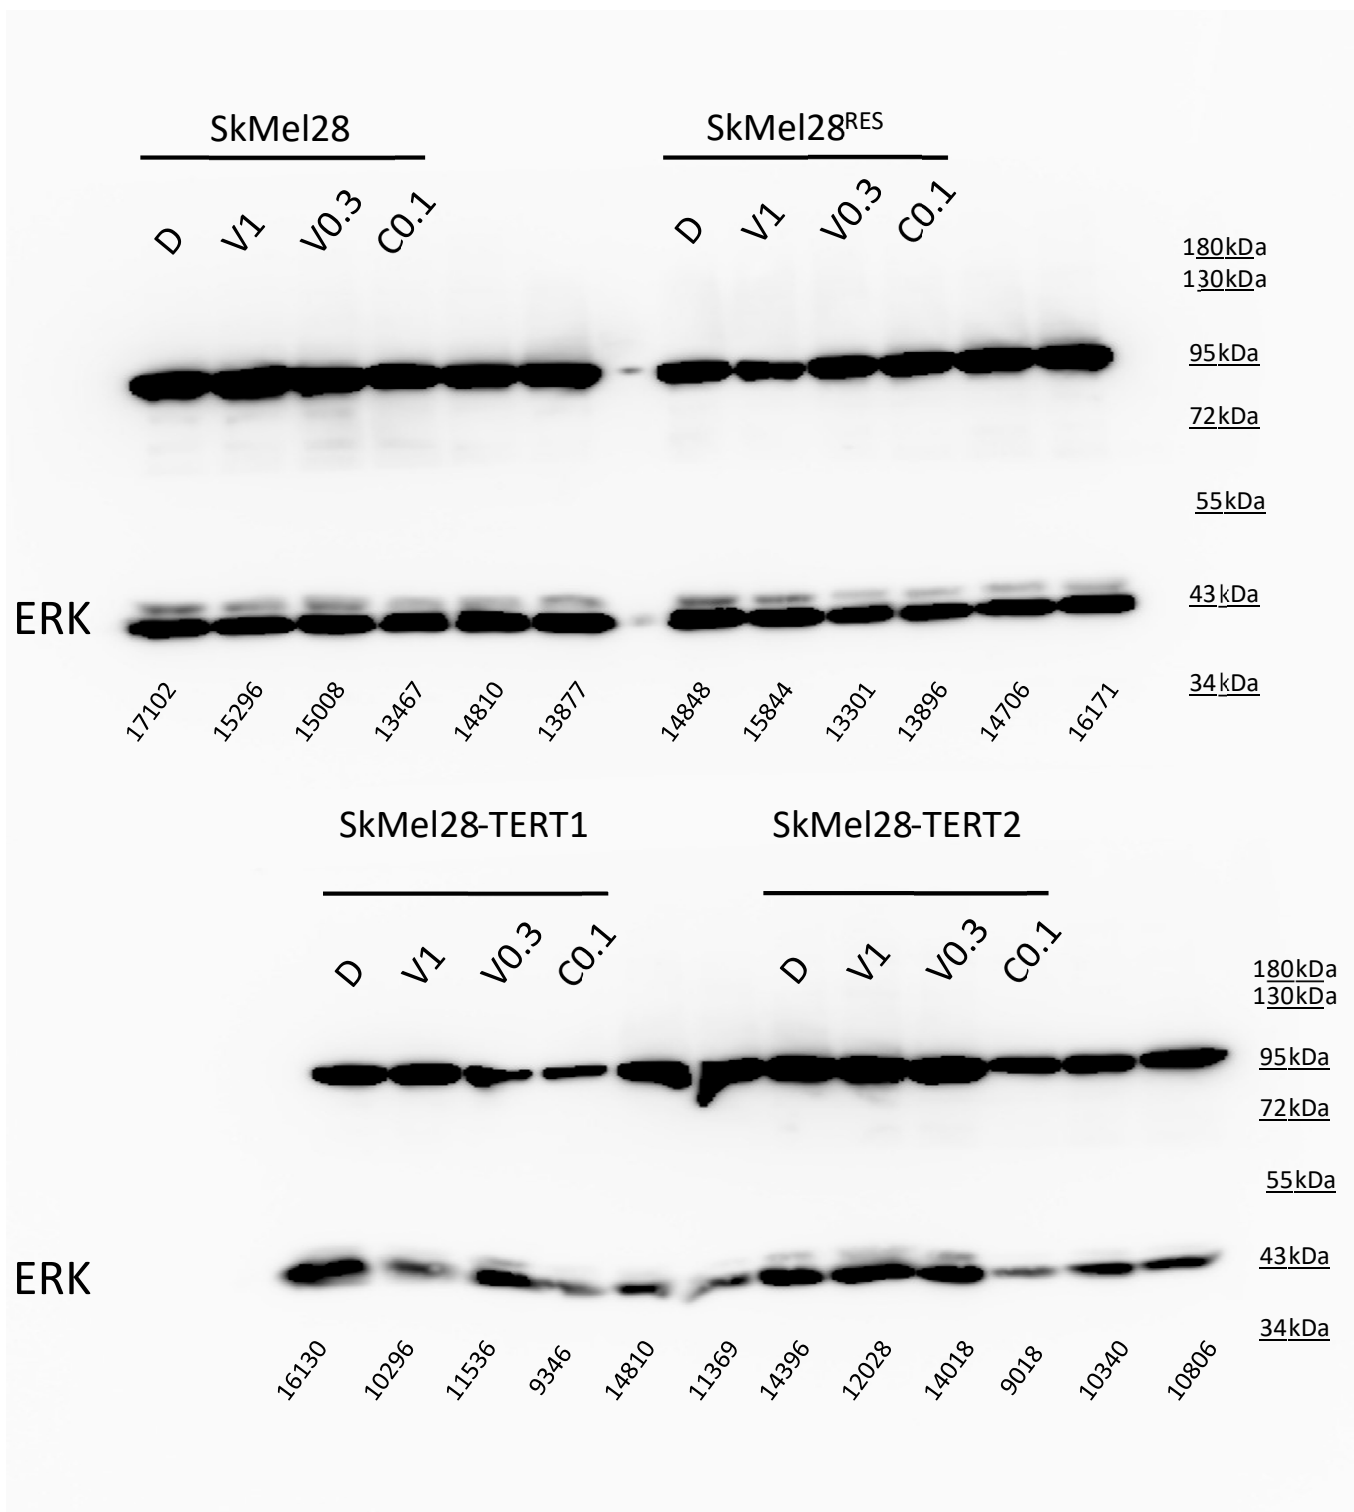 SkMel28 SkMel28RES
D V1 V0.3 C0.1 D V1 V0.3 C0.1
180kDa
130kDa
95kDa
72kDa
55kDa
43kDa
ERK
34kDa
17102 15296 15008 13467 14810 13877 14848 15844 13301 13896 14706 16171
SkMel28-TERT1 SkMel28-TERT2
D V1 V0.3 C0.1 D V1 V0.3 C0.1
180kDa
130kDa
95kDa
72kDa
55kDa
43kDa
ERK
34kDa
16130 10296 11536 9346 14810 11369 14396 12028 14018 9018 10340 10806